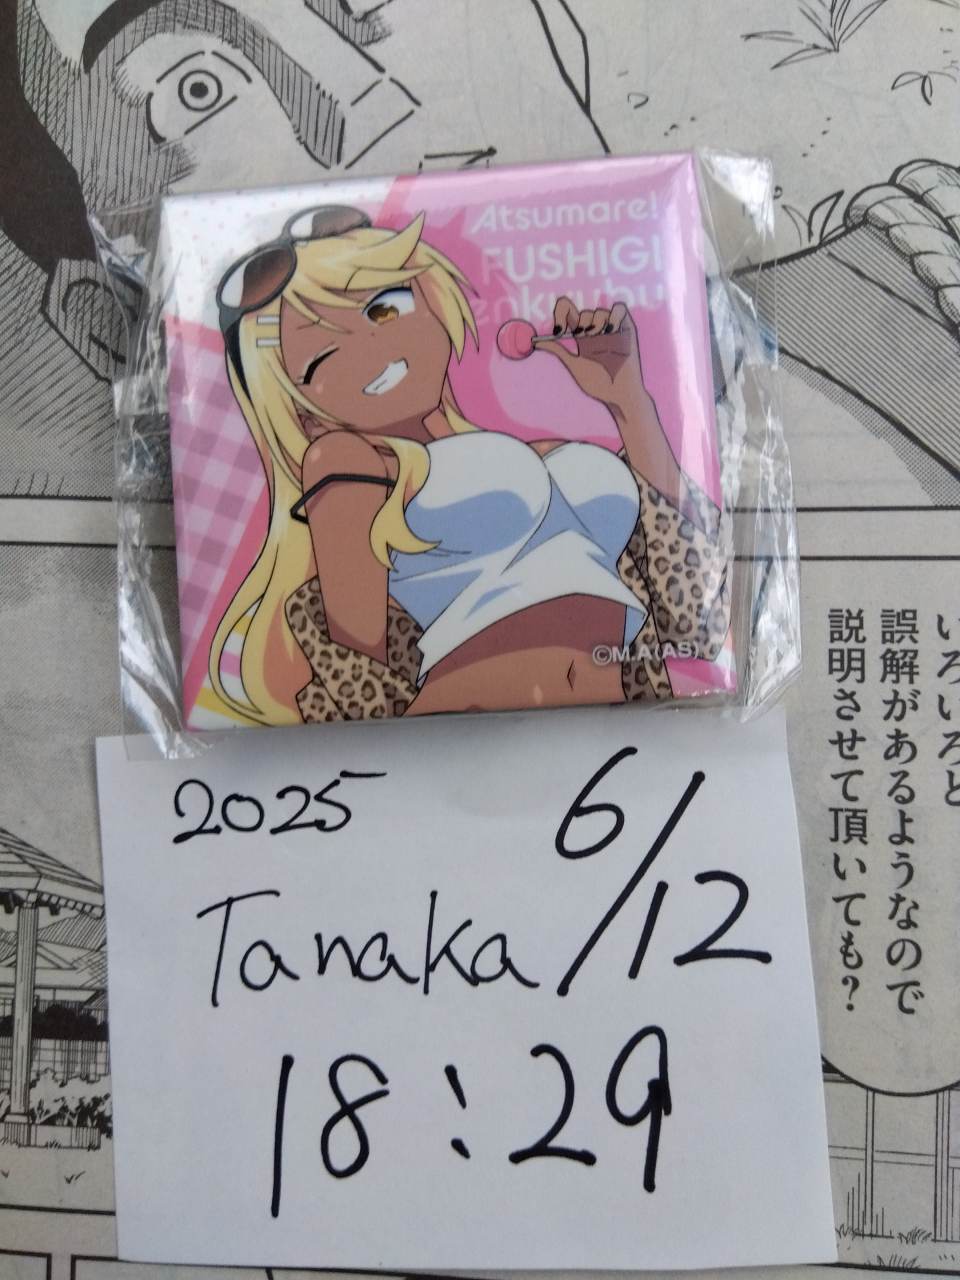 Atsumare!
FUSHIGI
enkyuubu
©M.A(AS)
いろいろと
誤解があるようなので
説明させて頂いても？
2025
6/12
Tanaka
18:29